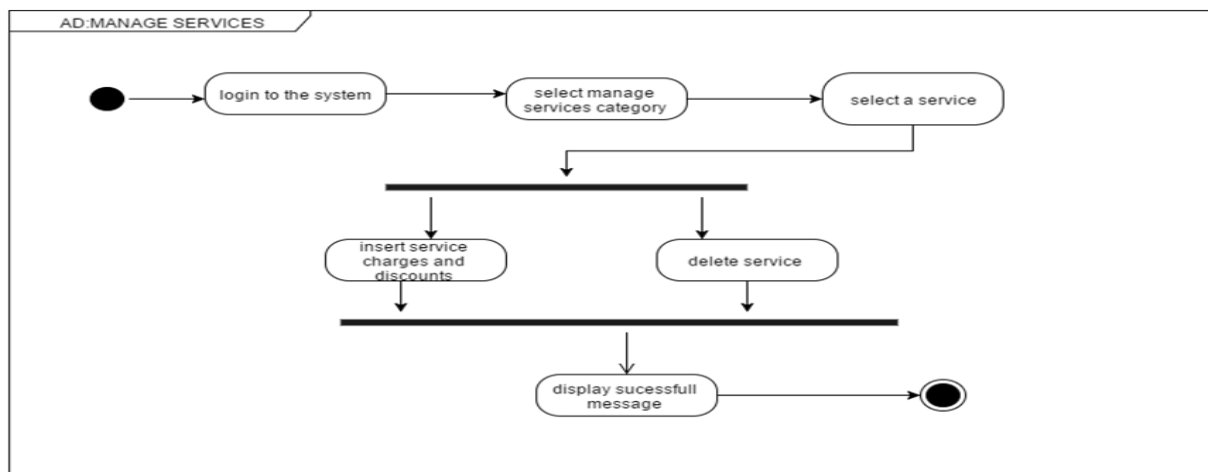 AD:MANAGE SERVICES
login to the system
select manage
services category
select a service
insert service
charges and
discounts
delete service
display sucessfull
message